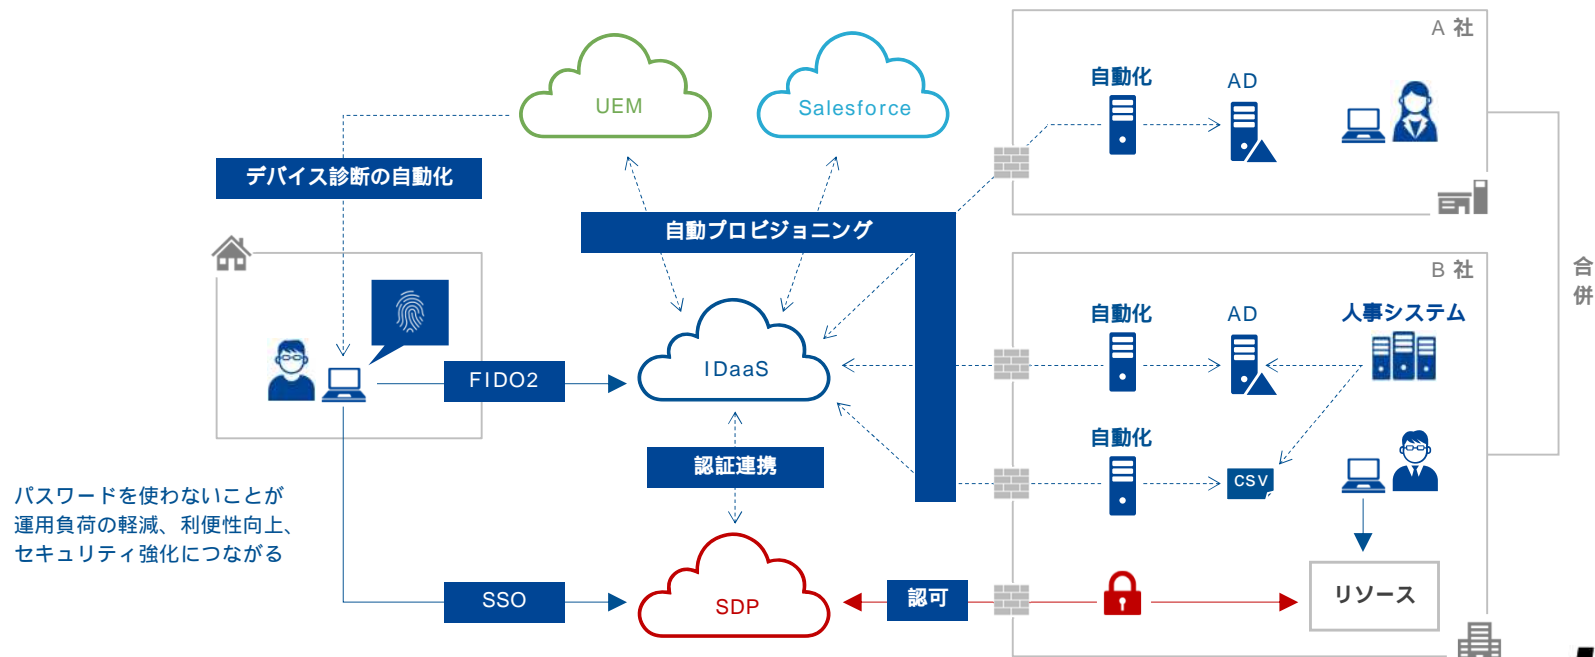 A 社
自動化
AD
UEM
Salesforce
デバイス診断の自動化
自動プロビジョニング
B 社
合併
自動化
AD
人事システム
IDaaS
FIDO2
自動化
認証連携
CSV
パスワードを使わないことが
運用負荷の軽減、利便性向上、
セキュリティ強化につながる
SSO
SDP
認可
リソース